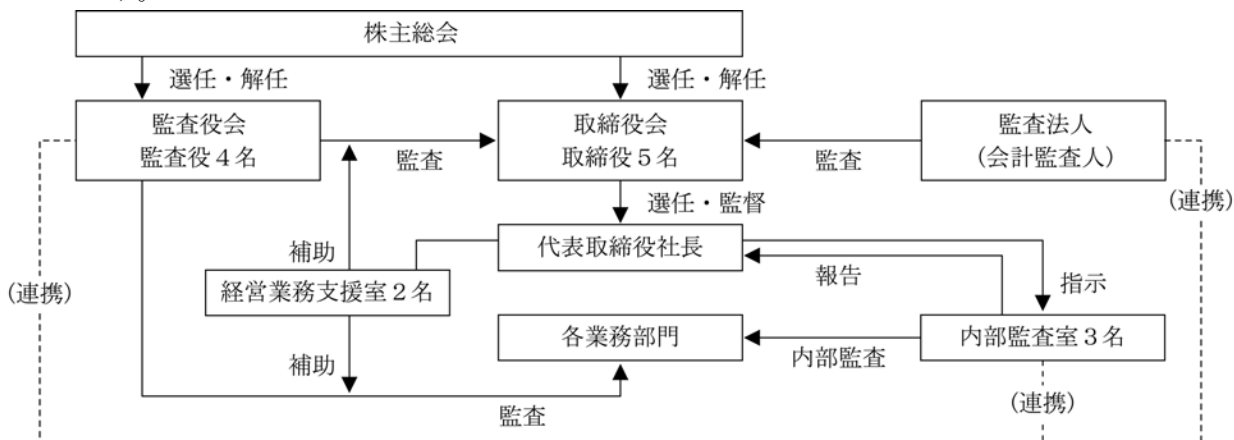 株主総会
選任・解任
選任・解任
監査役会
監査役4名
監査
取締役会
取締役5名
監査
監査法人
(会計監査人)
選任・監督
(連携)
補助
代表取締役社長
(連携)
経営業務支援室2名
報告
指示
各業務部門
内部監査
内部監査室3名
補助
監査
(連携)